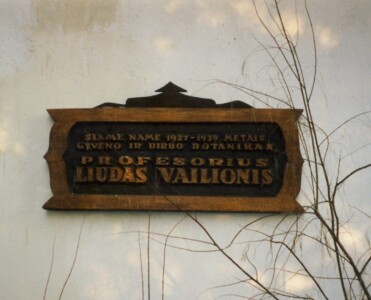 ŠIAME NAME 1927-1939 METAIS
GYVENO IR DIRBO BOTANIKAS
PROFESORIUS
LIUDAS VAILIONIS